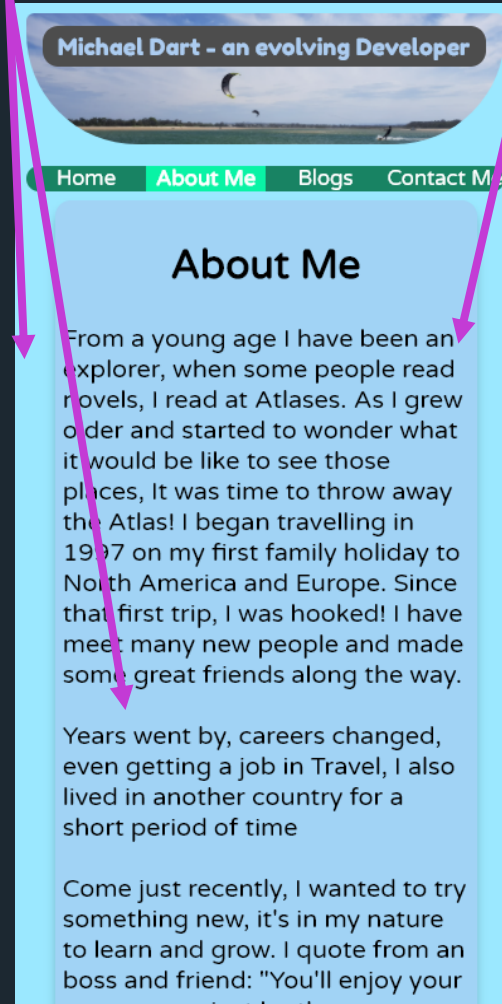 Michael Dart - an evolving Developer
Home About Me Blogs Contact Me
About Me
From a young age I have been an
explorer, when some people read
novels, I read at Atlases. As I grew
older and started to wonder what
it would be like to see those
places, It was time to throw away
the Atlas! I began travelling in
1997 on my first family holiday to
North America and Europe. Since
that first trip, I was hooked! I have
meet many new people and made
some great friends along the way.
Years went by, careers changed,
even getting a job in Travel, I also
lived in another country for a
short period of time
Come just recently, I wanted to try
something new, it's in my nature
to learn and grow. I quote from an
boss and friend: "You'll enjoy your